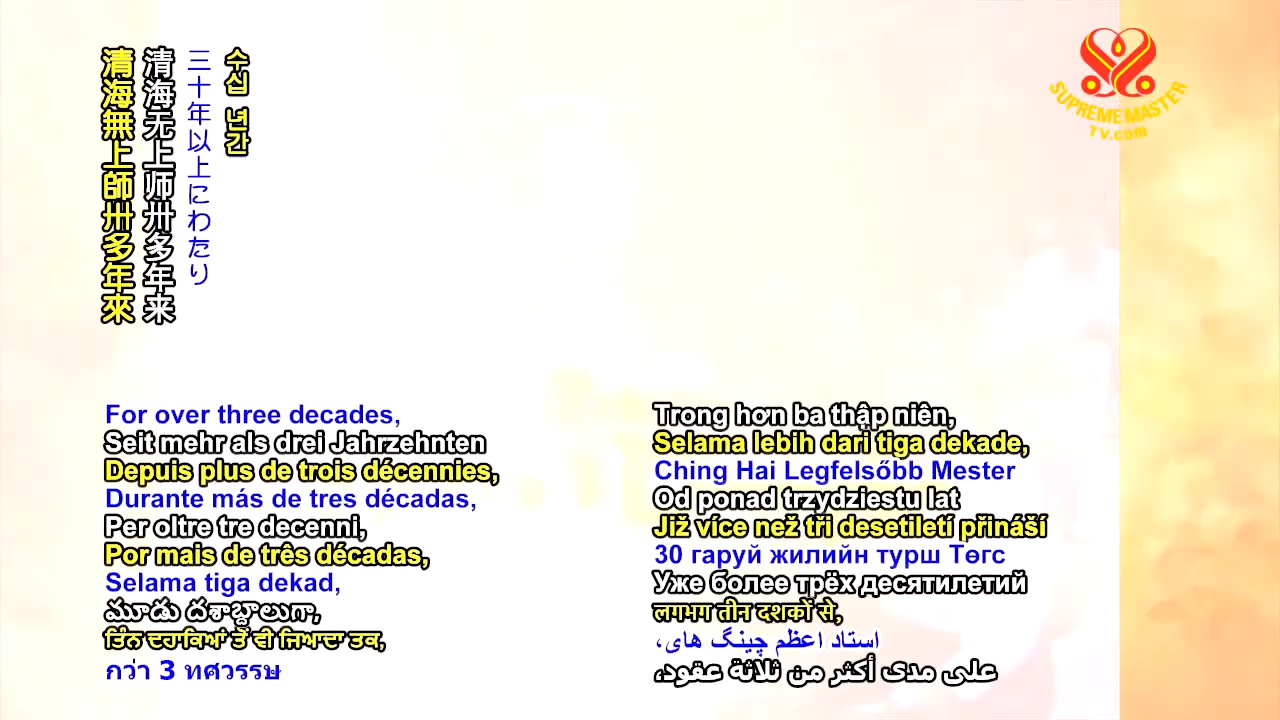 清海無上師卅多年來
清海无上师卅多年来
三十年以上にわたり
수십 년간
SUPREME MASTER
TV.com
For over three decades,
Seit mehr als drei Jahrzehnten
Depuis plus de trois décennies,
Durante más de tres décadas,
Per oltre tre decenni,
Por mais de três décadas,
Selama tiga dekad,
మూడు దశాబ్దాలుగా,
ਤਿੰਨ ਦਹਾਕਿਆਂ ਤੋਂ ਵੀ ਜਿਆਦਾ ਤਕ,
กว่า 3 ทศวรรษ
Trong hơn ba thập niên,
Selama lebih dari tiga dekade,
Ching Hai Legfelsőbb Mester
Od ponad trzydziestu lat
Již více než tři desetiletí přináší
30 гаруй жилийн турш Төгс
Уже более трёх десятилетий
लगभग तीन दशकों से,
استاد اعظم چینگ های،
على مدى أكثر من ثلاثة عقود،